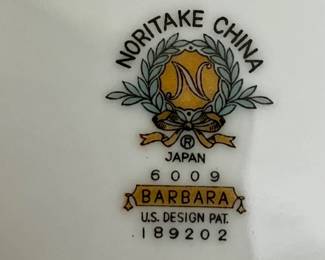 NORITAKE CHINA
N
®
JAPAN
6009
BARBARA
U.S. DESIGN PAT.
189202